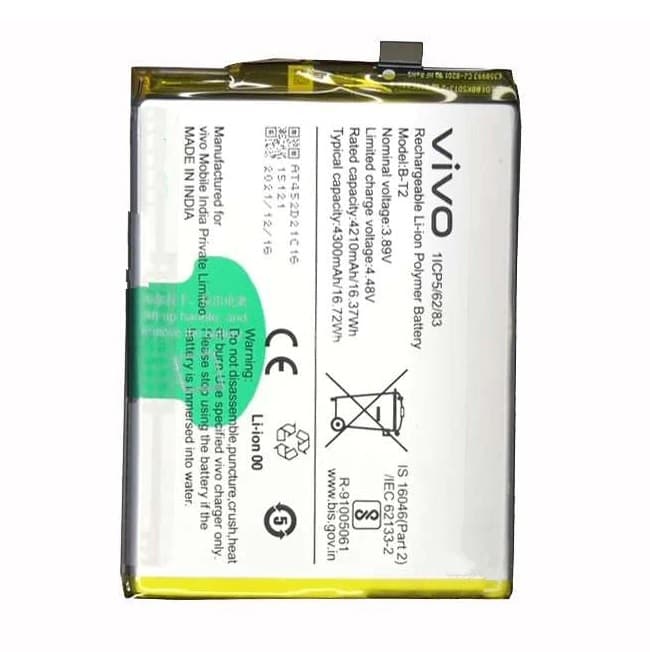 vivo
1ICP5/62/83
Rechargeable Li-ion Polymer Battery
Model:B-T2
Nominal voltage:3.89V
Limited charge voltage:4.48V
Rated capacity:4210mAh/16.37Wh
Typical capacity:4300mAh/16.72Wh
IS 16046(Part 2)
/IEC 62133-2
R-91005061
www.bis.gov.in
AT452D21C16
15121
2021/12/16
Manufactured for
vivo Mobile India Private Limited
MADE IN INDIA
CE
Li-ion 00
5
Warning:
Do not disassemble,puncture,crush,heat
or burn. Use specified vivo charger only.
Please stop using the battery if the
battery is immersed into water.
handle and